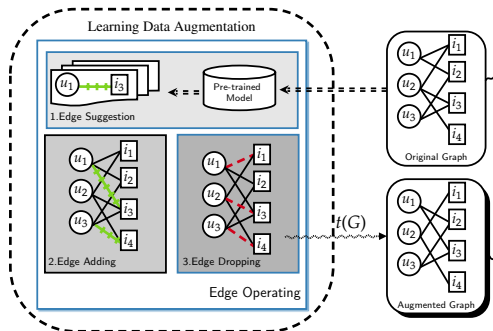 Learning Data Augmentation
u1
i3
Pre-trained
Model
1.Edge Suggestion
u1
u2
u3
i1
i2
i3
i4
2.Edge Adding
u1
u2
u3
i1
i2
i3
i4
3.Edge Dropping
Edge Operating
t(G)
u1
u2
u3
i1
i2
i3
i4
Original Graph
u1
u2
u3
i1
i2
i3
i4
Augmented Graph